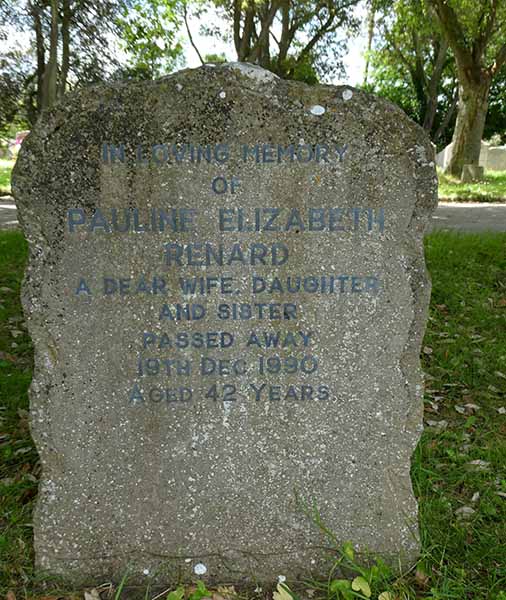 IN LOVING MEMORY
OF
PAULINE ELIZABETH
RENARD
A DEAR WIFE, DAUGHTER
AND SISTER
PASSED AWAY
19TH DEC 1990
AGED 42 YEARS